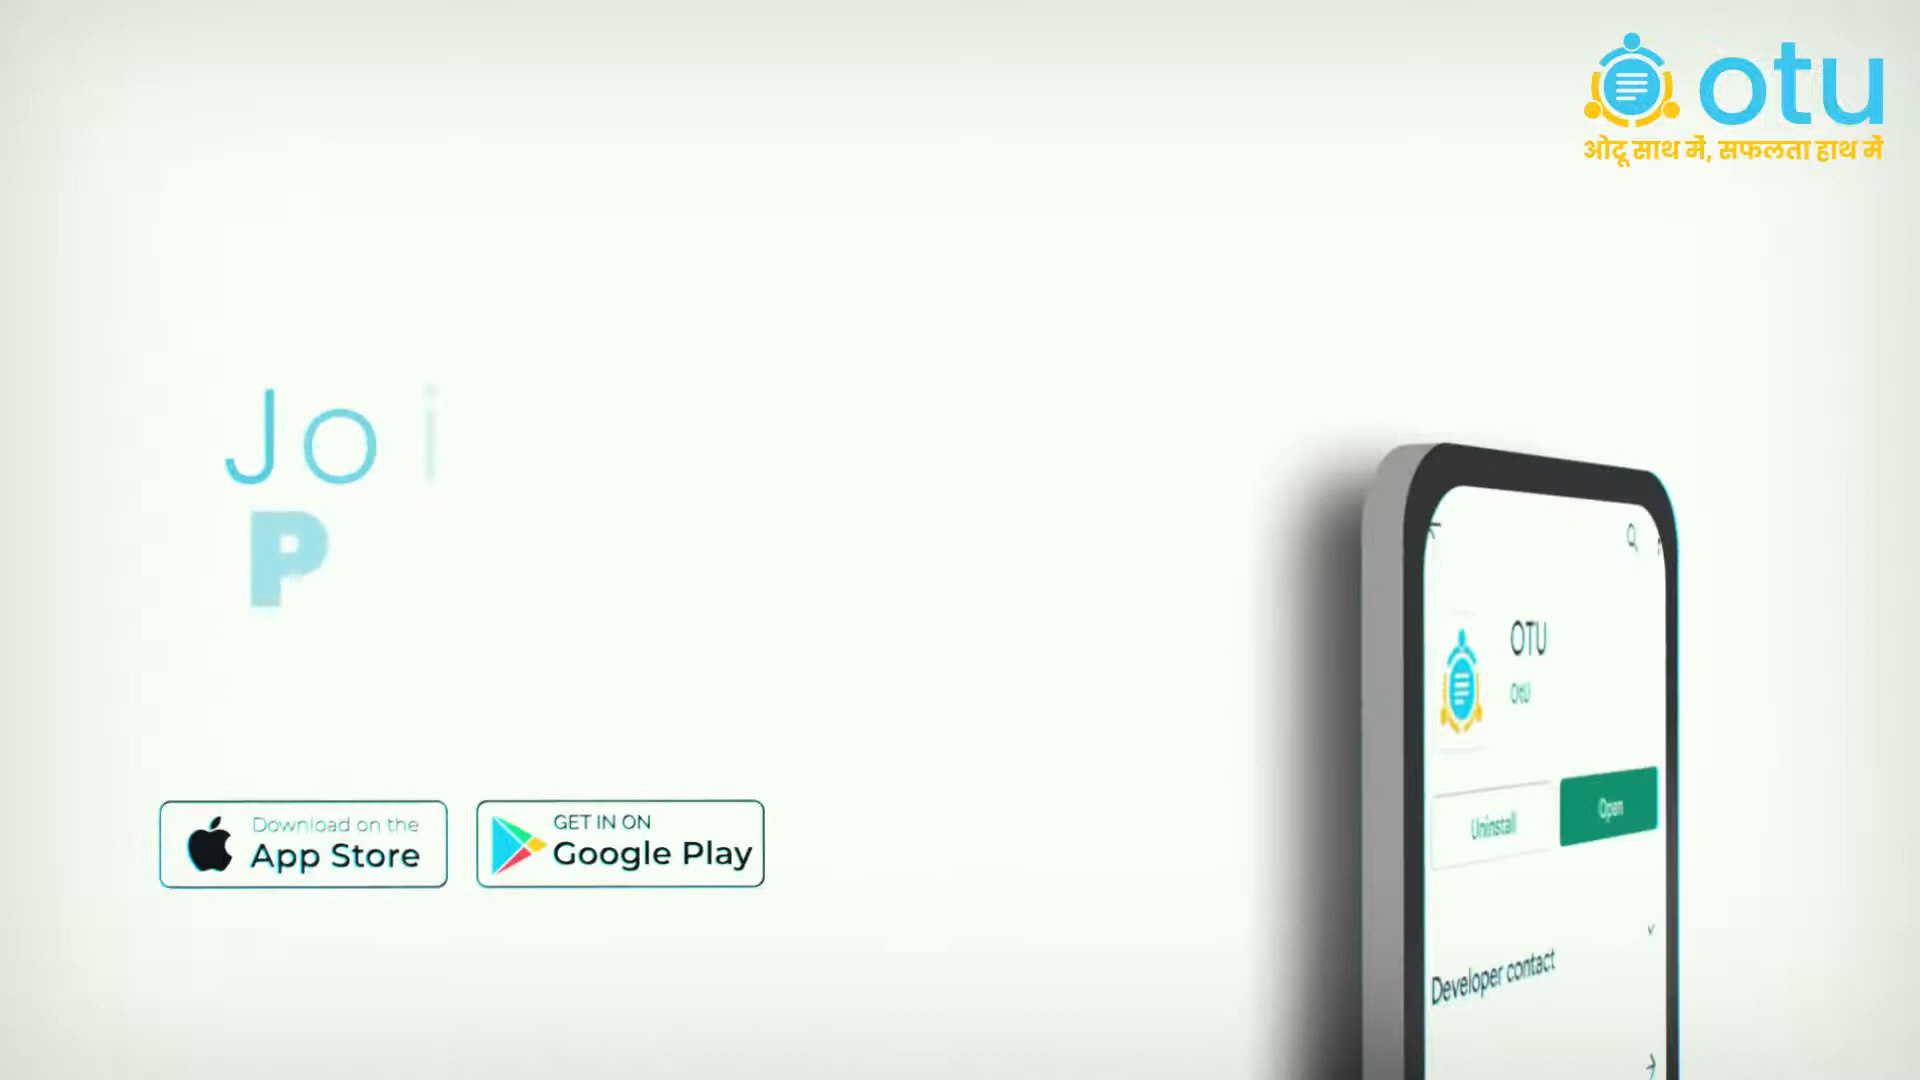 otu
ओटू साथ में, सफलता हाथ में
Joi
P
OTU
OtU
Uninstall
Open
Developer contact
Download on the
App Store
GET IN ON
Google Play